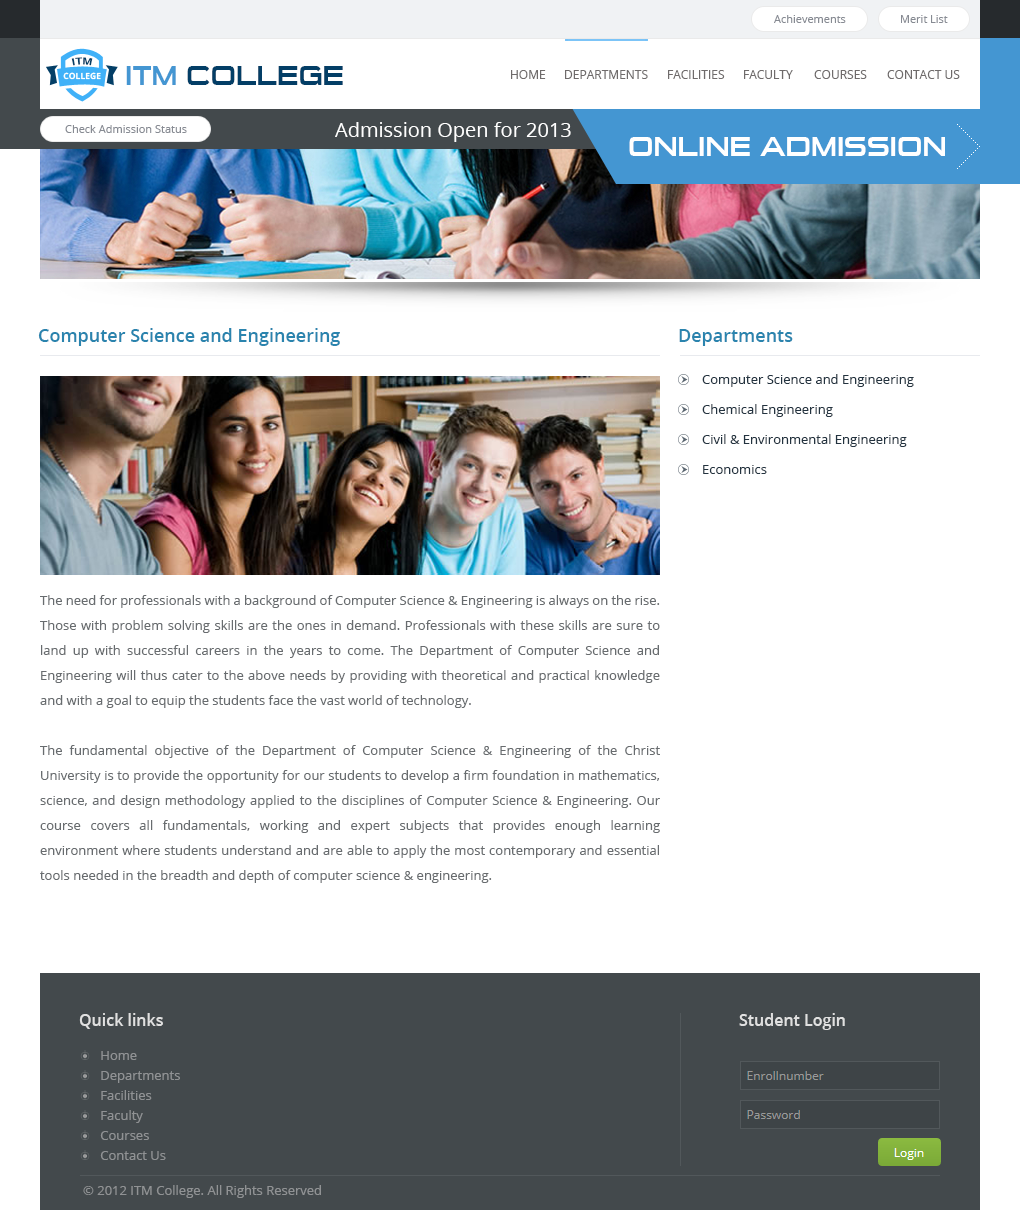 Achievements
Merit List
ITM
COLLEGE
ITM COLLEGE
HOME
DEPARTMENTS
FACILITIES
FACULTY
COURSES
CONTACT US
Check Admission Status
Admission Open for 2013
ONLINE ADMISSION
Computer Science and Engineering
The need for professionals with a background of Computer Science & Engineering is always on the rise.
Those with problem solving skills are the ones in demand. Professionals with these skills are sure to
land up with successful careers in the years to come. The Department of Computer Science and
Engineering will thus cater to the above needs by providing with theoretical and practical knowledge
and with a goal to equip the students face the vast world of technology.
The fundamental objective of the Department of Computer Science & Engineering of the Christ
University is to provide the opportunity for our students to develop a firm foundation in mathematics,
science, and design methodology applied to the disciplines of Computer Science & Engineering. Our
course covers all fundamentals, working and expert subjects that provides enough learning
environment where students understand and are able to apply the most contemporary and essential
tools needed in the breadth and depth of computer science & engineering.
Departments
Computer Science and Engineering
Chemical Engineering
Civil & Environmental Engineering
Economics
Quick links
Home
Departments
Facilities
Faculty
Courses
Contact Us
Student Login
Enrollnumber
Password
Login
© 2012 ITM College. All Rights Reserved